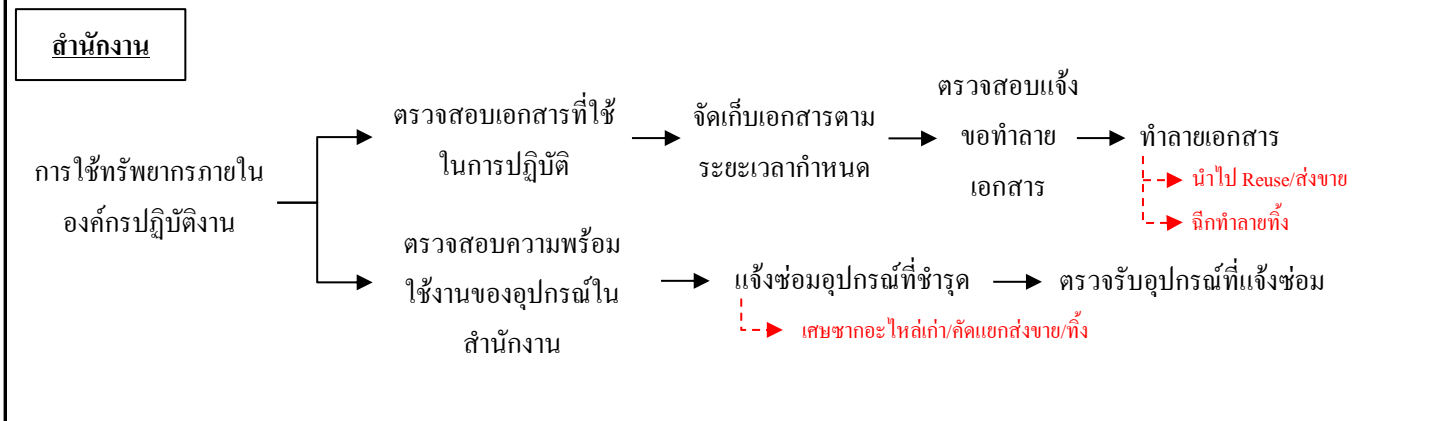 สำนักงาน
การใช้ทรัพยากรภายใน
องค์กรปฏิบัติงาน
ตรวจสอบเอกสารที่ใช้
ในการปฏิบัติ
จัดเก็บเอกสารตาม
ระยะเวลากำหนด
ตรวจสอบแจ้ง
ขอทำลาย
เอกสาร
ทำลายเอกสาร
นำไป Reuse/ส่งขาย
ฉีกทำลายทิ้ง
ตรวจสอบความพร้อม
ใช้งานของอุปกรณ์ใน
สำนักงาน
แจ้งซ่อมอุปกรณ์ที่ชำรุด
เศษซากอะไหล่เก่า/คัดแยกส่งขาย/ทิ้ง
ตรวจรับอุปกรณ์ที่แจ้งซ่อม